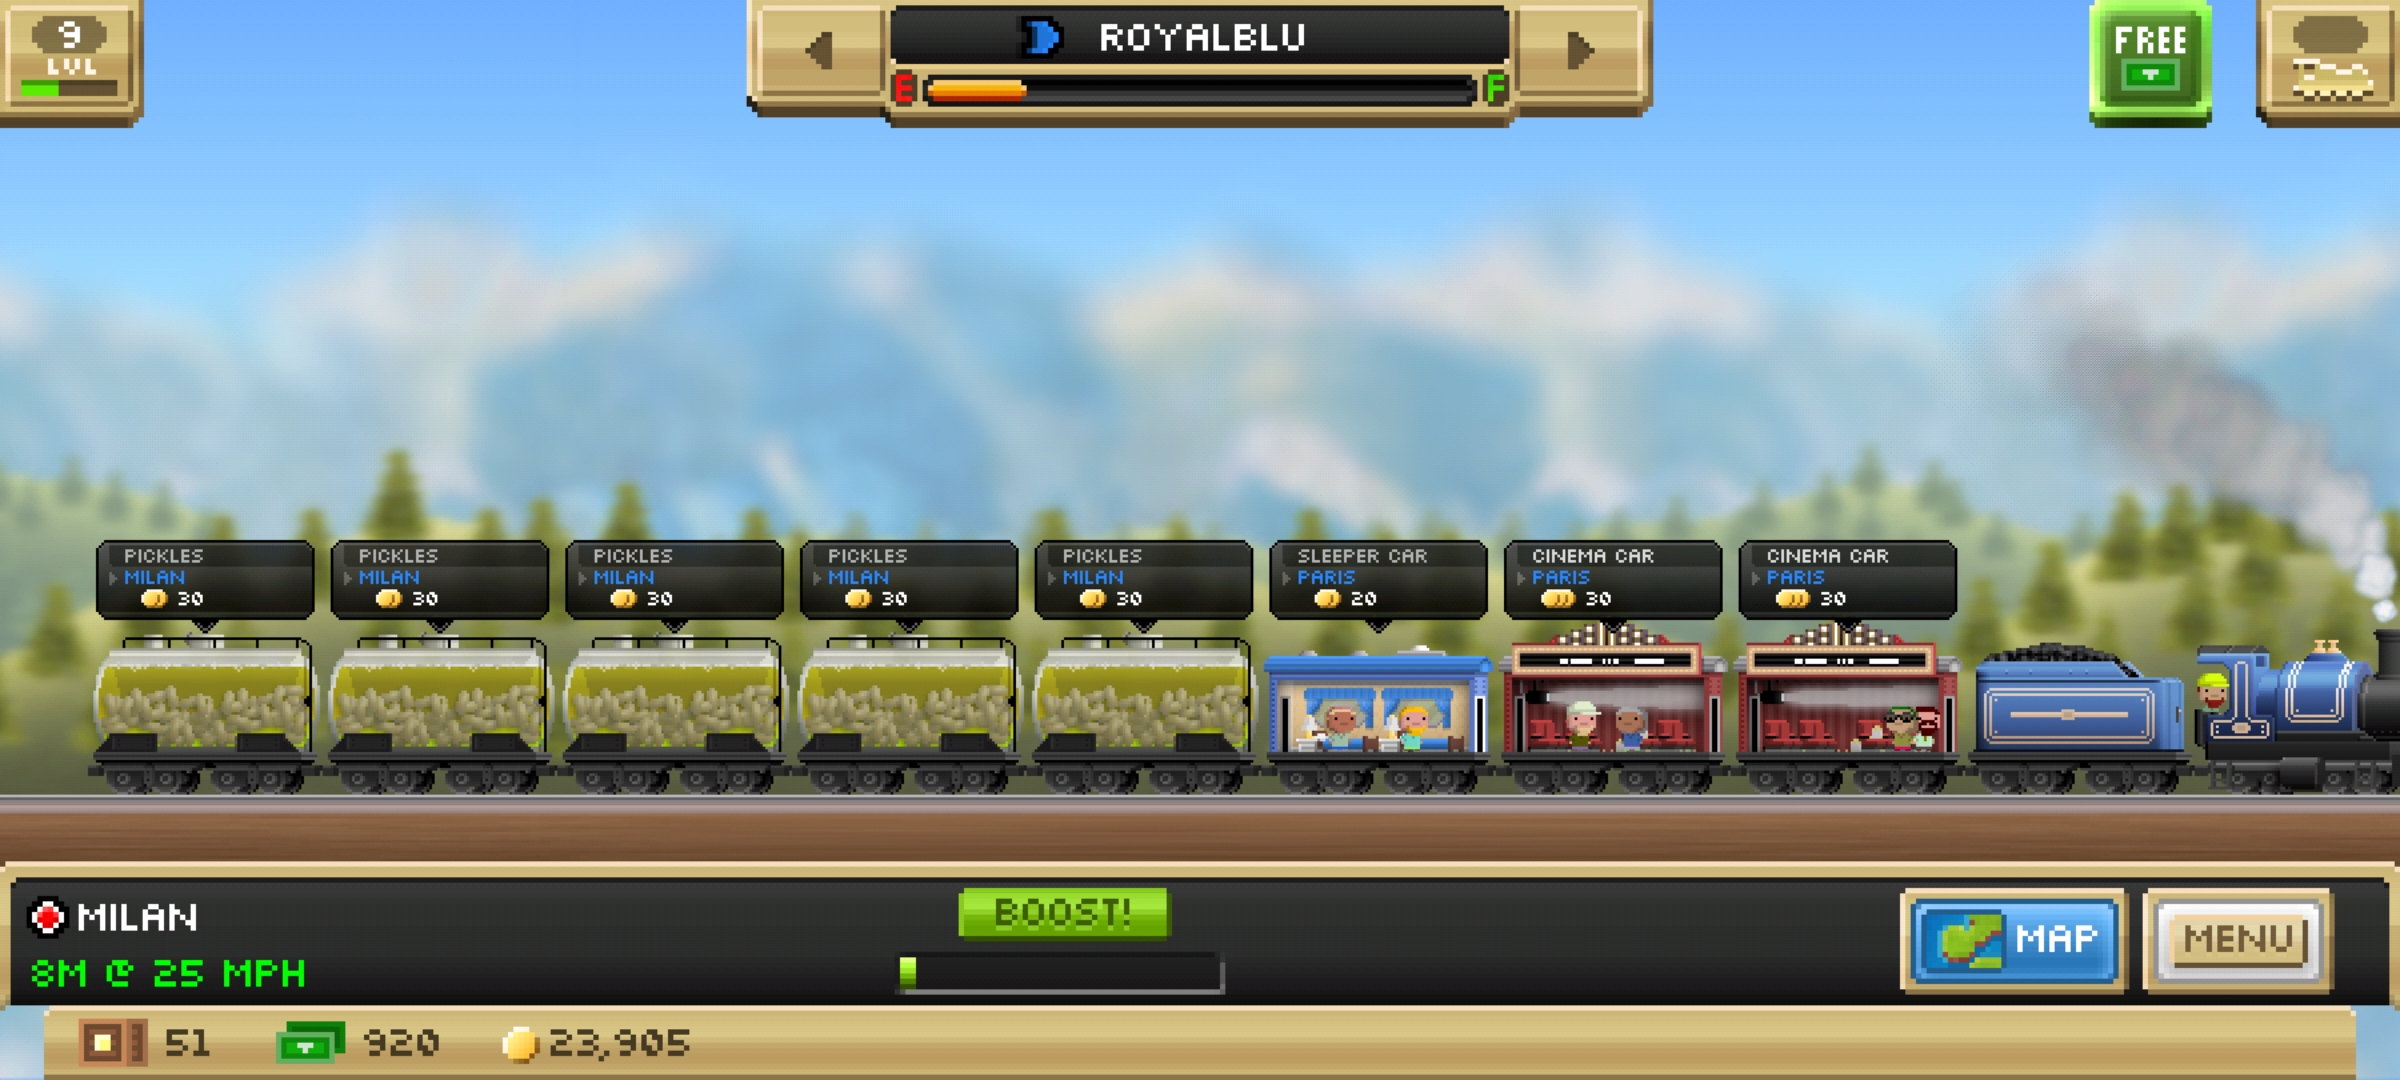 9
LVL
ROYALBLU
E
F
FREE
PICKLES
MILAN
30
PICKLES
MILAN
30
PICKLES
MILAN
30
PICKLES
MILAN
30
PICKLES
MILAN
30
SLEEPER CAR
PARIS
20
CINEMA CAR
PARIS
30
CINEMA CAR
PARIS
30
MILAN
8M @ 25 MPH
BOOST!
MAP
MENU
51
920
23,905